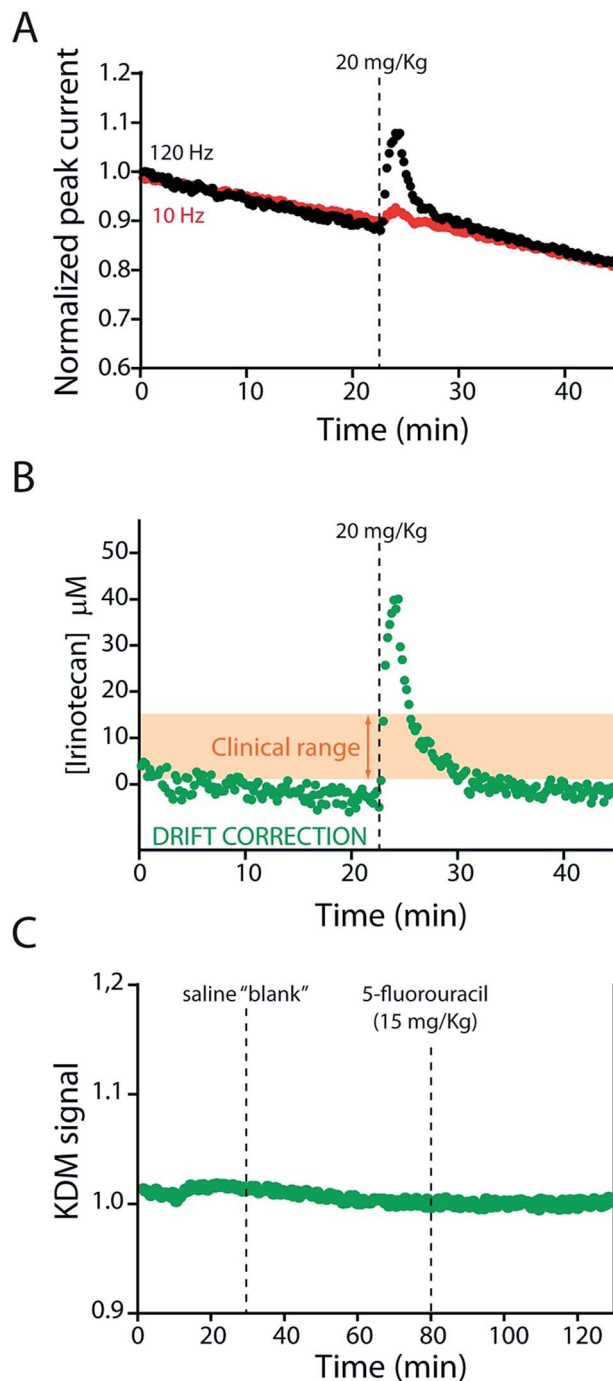 A
20 mg/Kg
Normalized peak current
1.2
1.1
1.0
0.9
0.8
0.7
0.6
120 Hz
10 Hz
0
10
20
30
40
Time (min)
B
20 mg/Kg
[Irinotecan] μM
50
40
30
20
10
0
Clinical range
DRIFT CORRECTION
0
10
20
30
40
Time (min)
C
saline "blank"
5-fluorouracil
(15 mg/Kg)
KDM signal
1,2
1.1
1.0
0.9
0
20
40
60
80
100
120
Time (min)